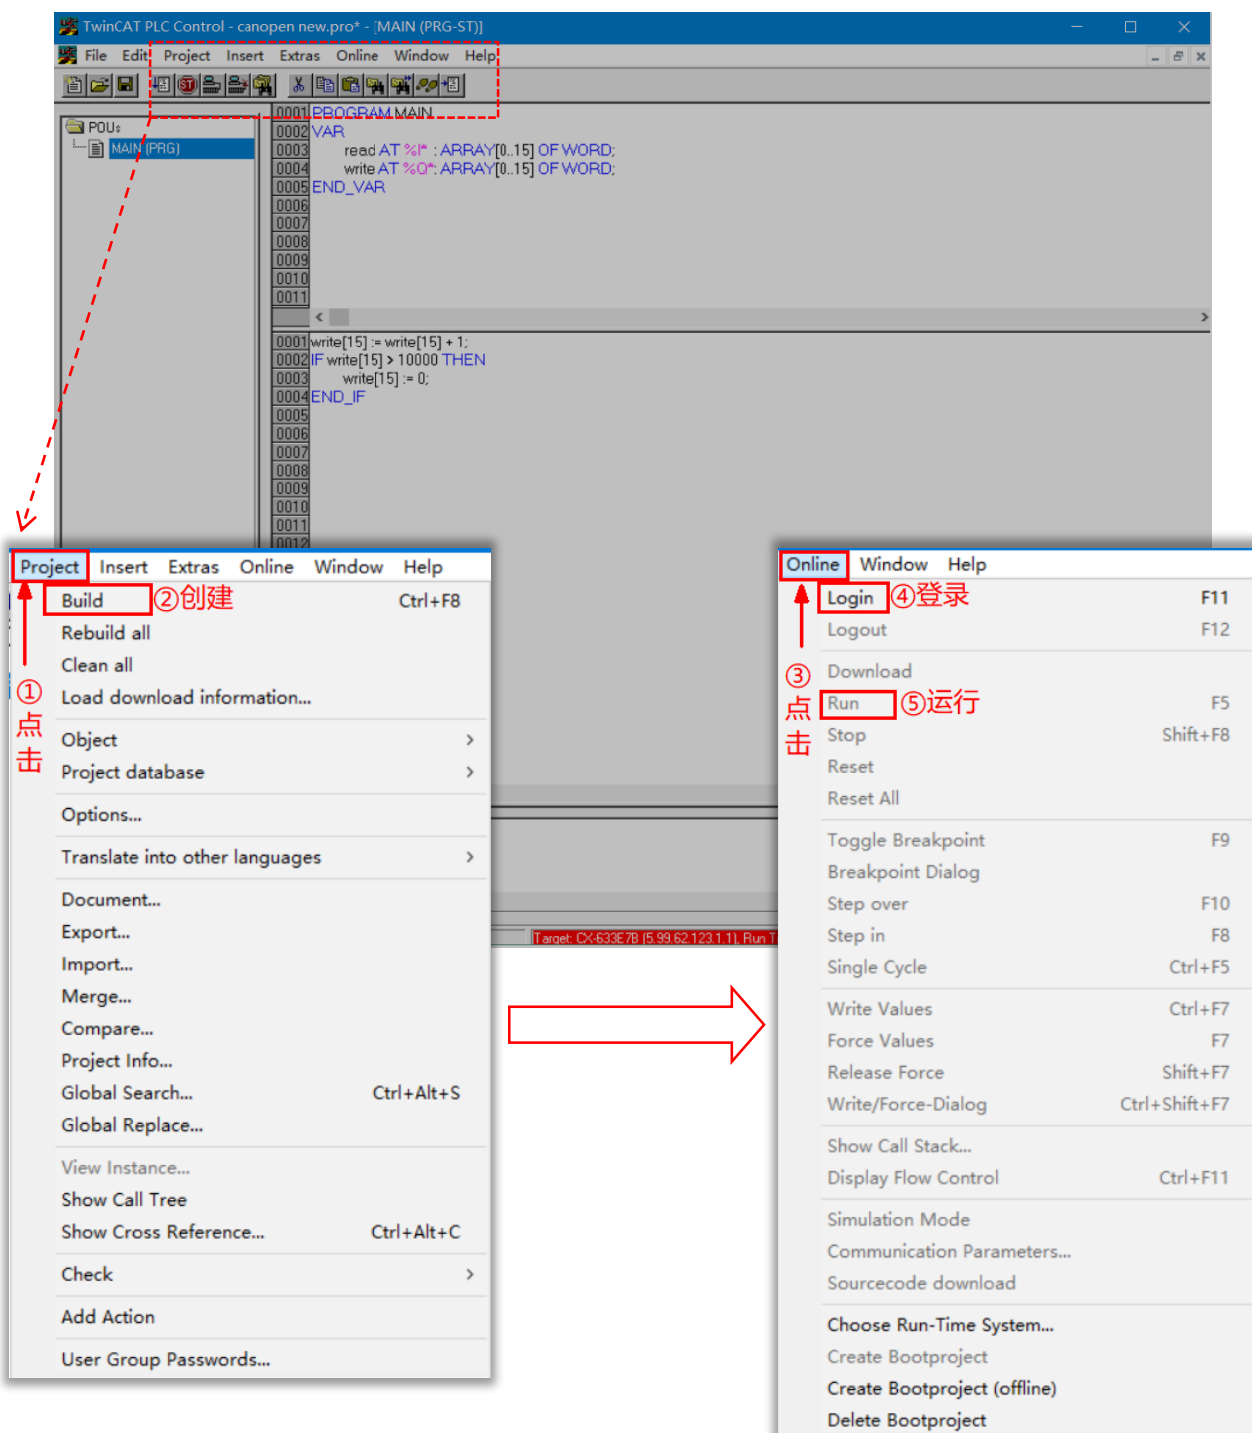 TwinCAT PLC Control - canopen new.pro* - [MAIN (PRG-ST)]
File Edit Project Insert Extras Online Window Help
POUs
MAIN (PRG)
0001 PROGRAM MAIN
0002 VAR
0003 read AT %I* : ARRAY[0..15] OF WORD;
0004 write AT %Q*: ARRAY[0..15] OF WORD;
0005 END_VAR
0006
0007
0008
0009
0010
0011
0001 write[15] := write[15] + 1;
0002 IF write[15] > 10000 THEN
0003 write[15] := 0;
0004 END_IF
0005
0006
0007
0008
0009
0010
0011
0012
Target: CX-633E7B (5.99.62.123.1.1), Run
Project Insert Extras Online Window Help
Build ②创建 Ctrl+F8
Rebuild all
Clean all
Load download information...
①点击
Object
Project database
Options...
Translate into other languages
Document...
Export...
Import...
Merge...
Compare...
Project Info...
Global Search... Ctrl+Alt+S
Global Replace...
View Instance...
Show Call Tree
Show Cross Reference... Ctrl+Alt+C
Check
Add Action
User Group Passwords...
Online Window Help
Login ④登录 F11
Logout F12
③点击
Download
Run ⑤运行 F5
Stop Shift+F8
Reset
Reset All
Toggle Breakpoint F9
Breakpoint Dialog
Step over F10
Step in F8
Single Cycle Ctrl+F5
Write Values Ctrl+F7
Force Values F7
Release Force Shift+F7
Write/Force-Dialog Ctrl+Shift+F7
Show Call Stack...
Display Flow Control Ctrl+F11
Simulation Mode
Communication Parameters...
Sourcecode download
Choose Run-Time System...
Create Bootproject
Create Bootproject (offline)
Delete Bootproject